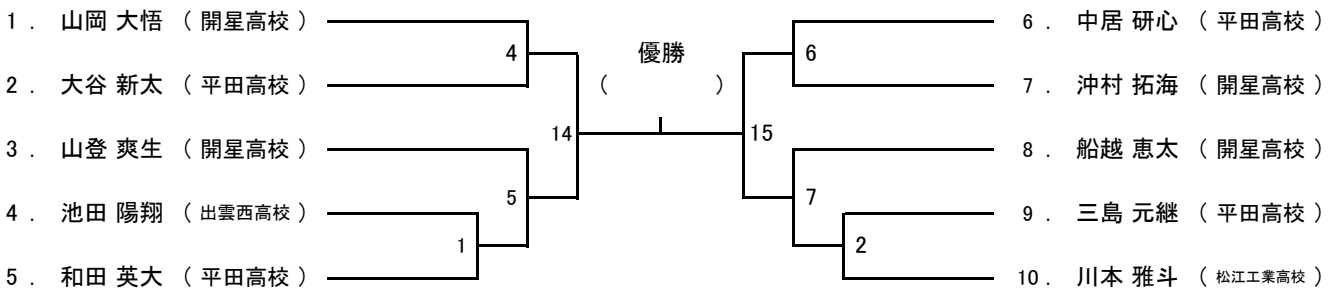 1 . 山岡 大悟 （ 開星高校 ）
2 . 大谷 新太 （ 平田高校 ）
3 . 山登 爽生 （ 開星高校 ）
4 . 池田 陽翔 （ 出雲西高校 ）
5 . 和田 英大 （ 平田高校 ）
4
5
1
14
優勝
（ ）
15
6
7
2
6 . 中居 研心 （ 平田高校 ）
7 . 沖村 拓海 （ 開星高校 ）
8 . 船越 恵太 （ 開星高校 ）
9 . 三島 元継 （ 平田高校 ）
10 . 川本 雅斗 （ 松江工業高校 ）